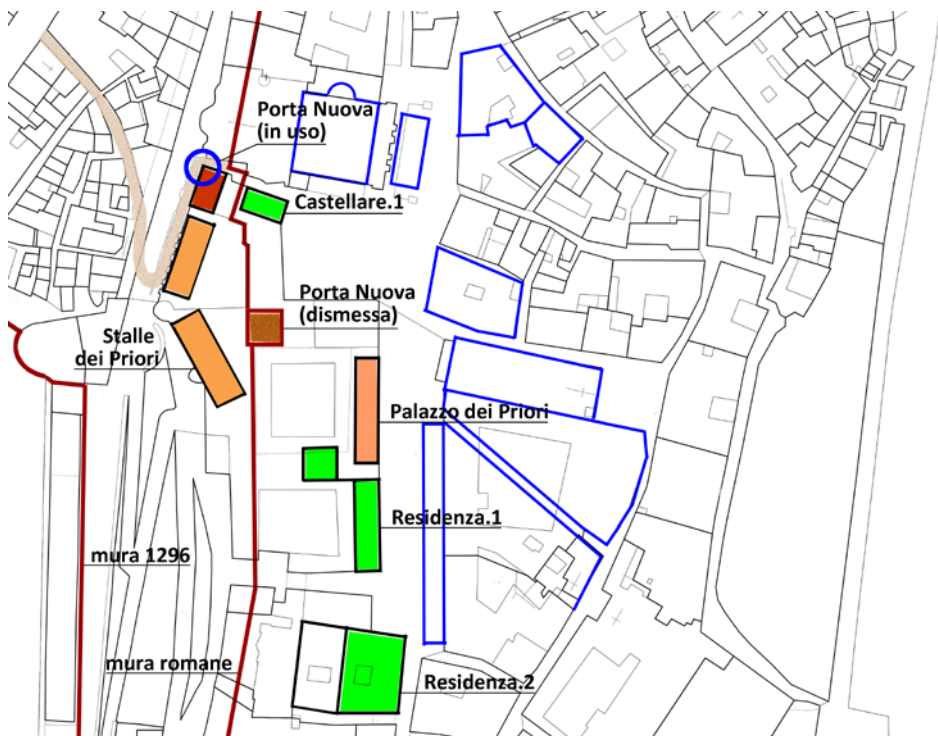 Porta Nuova
(in uso)
Castellare.1
Porta Nuova
(dismessa)
Stalle
dei Priori
Palazzo dei Priori
Residenza.1
mura 1296
mura romane
Residenza.2